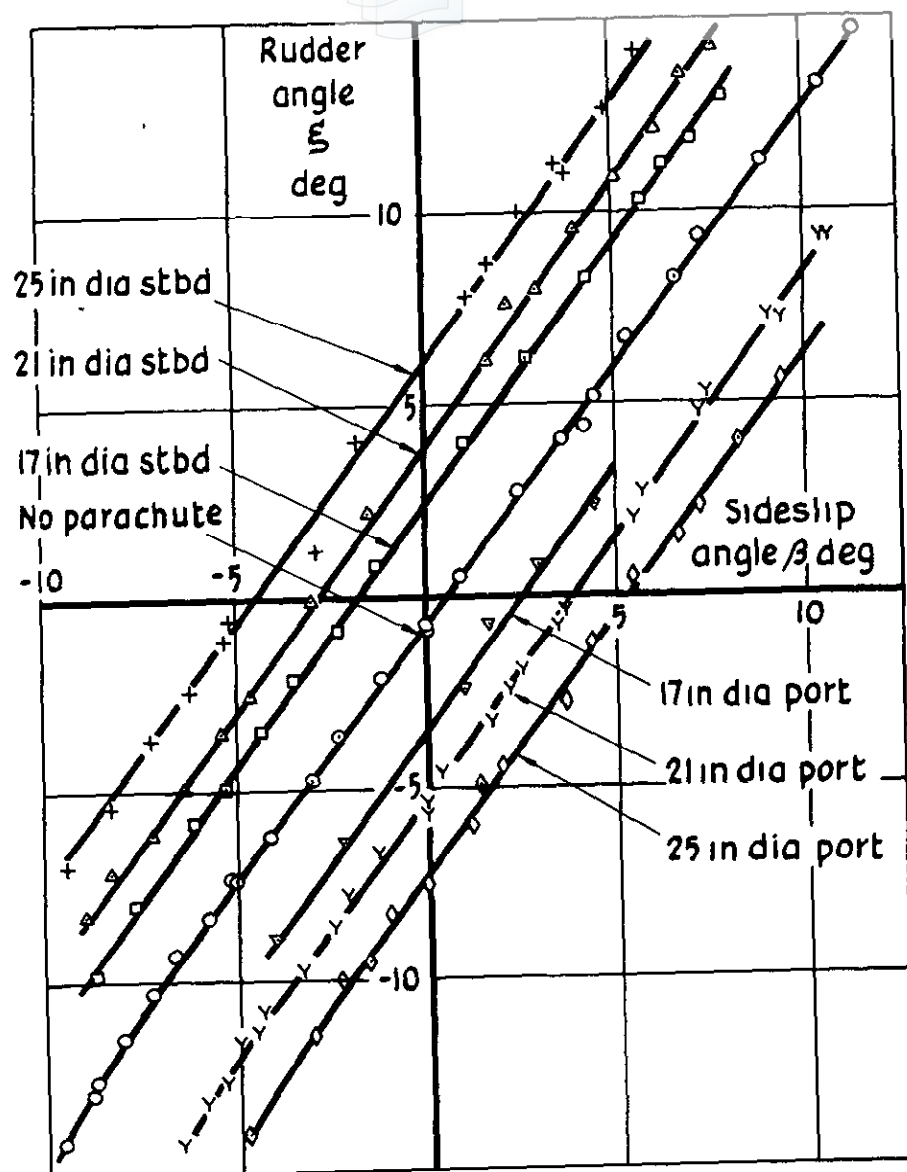 Rudder
angle
ξ
deg
10
25 in dia stbd
21 in dia stbd
5
17 in dia stbd
No parachute
Sideslip
angle β deg
-10
-5
5
10
17 in dia port
-5
21 in dia port
25 in dia port
-10